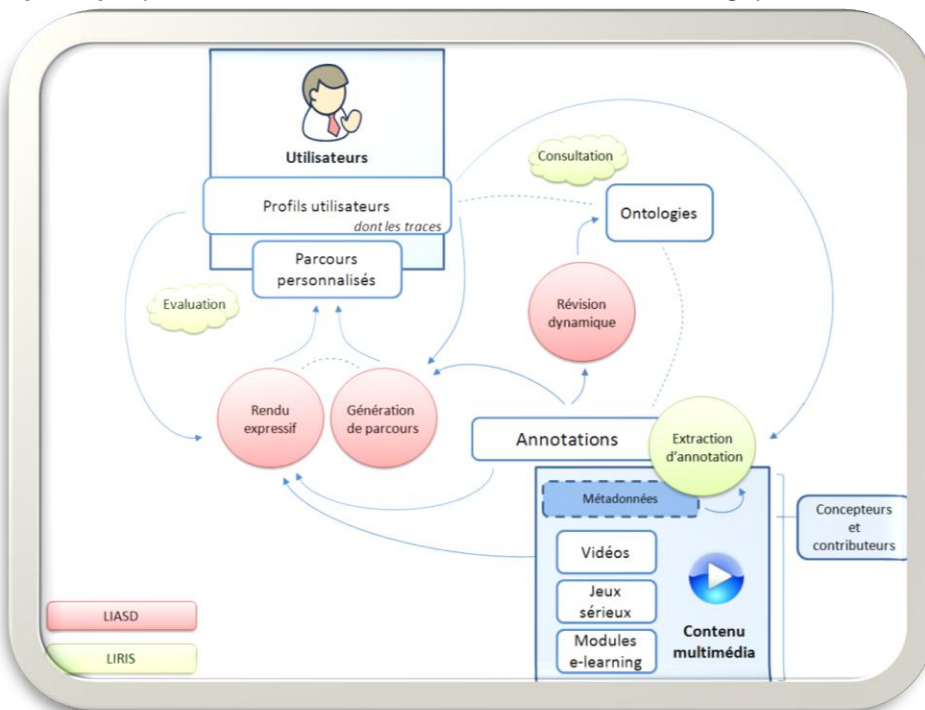 Utilisateurs
Profils utilisateurs
dont les traces
Parcours
personnalisés
Consultation
Ontologies
Evaluation
Révision
dynamique
Rendu
expressif
Génération
de parcours
Annotations
Extraction
d'annotation
Métadonnées
Concepteurs
et
contributeurs
Vidéos
Jeux
sérieux
Modules
e-learning
Contenu
multimédia
LIASD
LIRIS